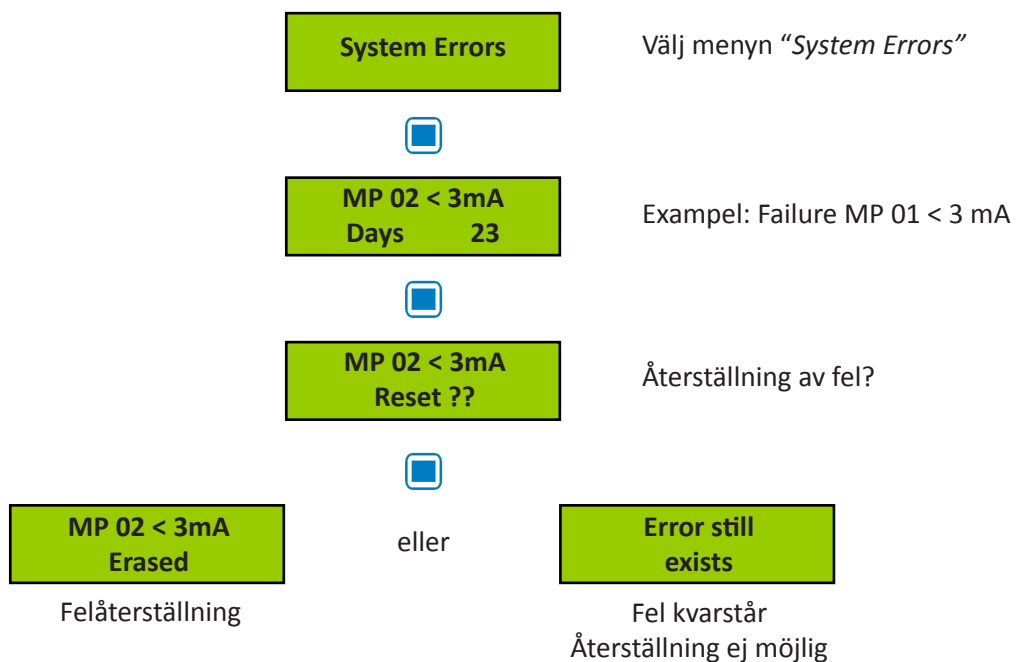 System Errors
Välj menyn “System Errors”
MP 02 < 3mA
Days 23
Exampel: Failure MP 01 < 3 mA
MP 02 < 3mA
Reset ??
Återställning av fel?
MP 02 < 3mA
Erased
eller
Error still
exists
Felåterställning
Fel kvarstår
Återställning ej möjlig